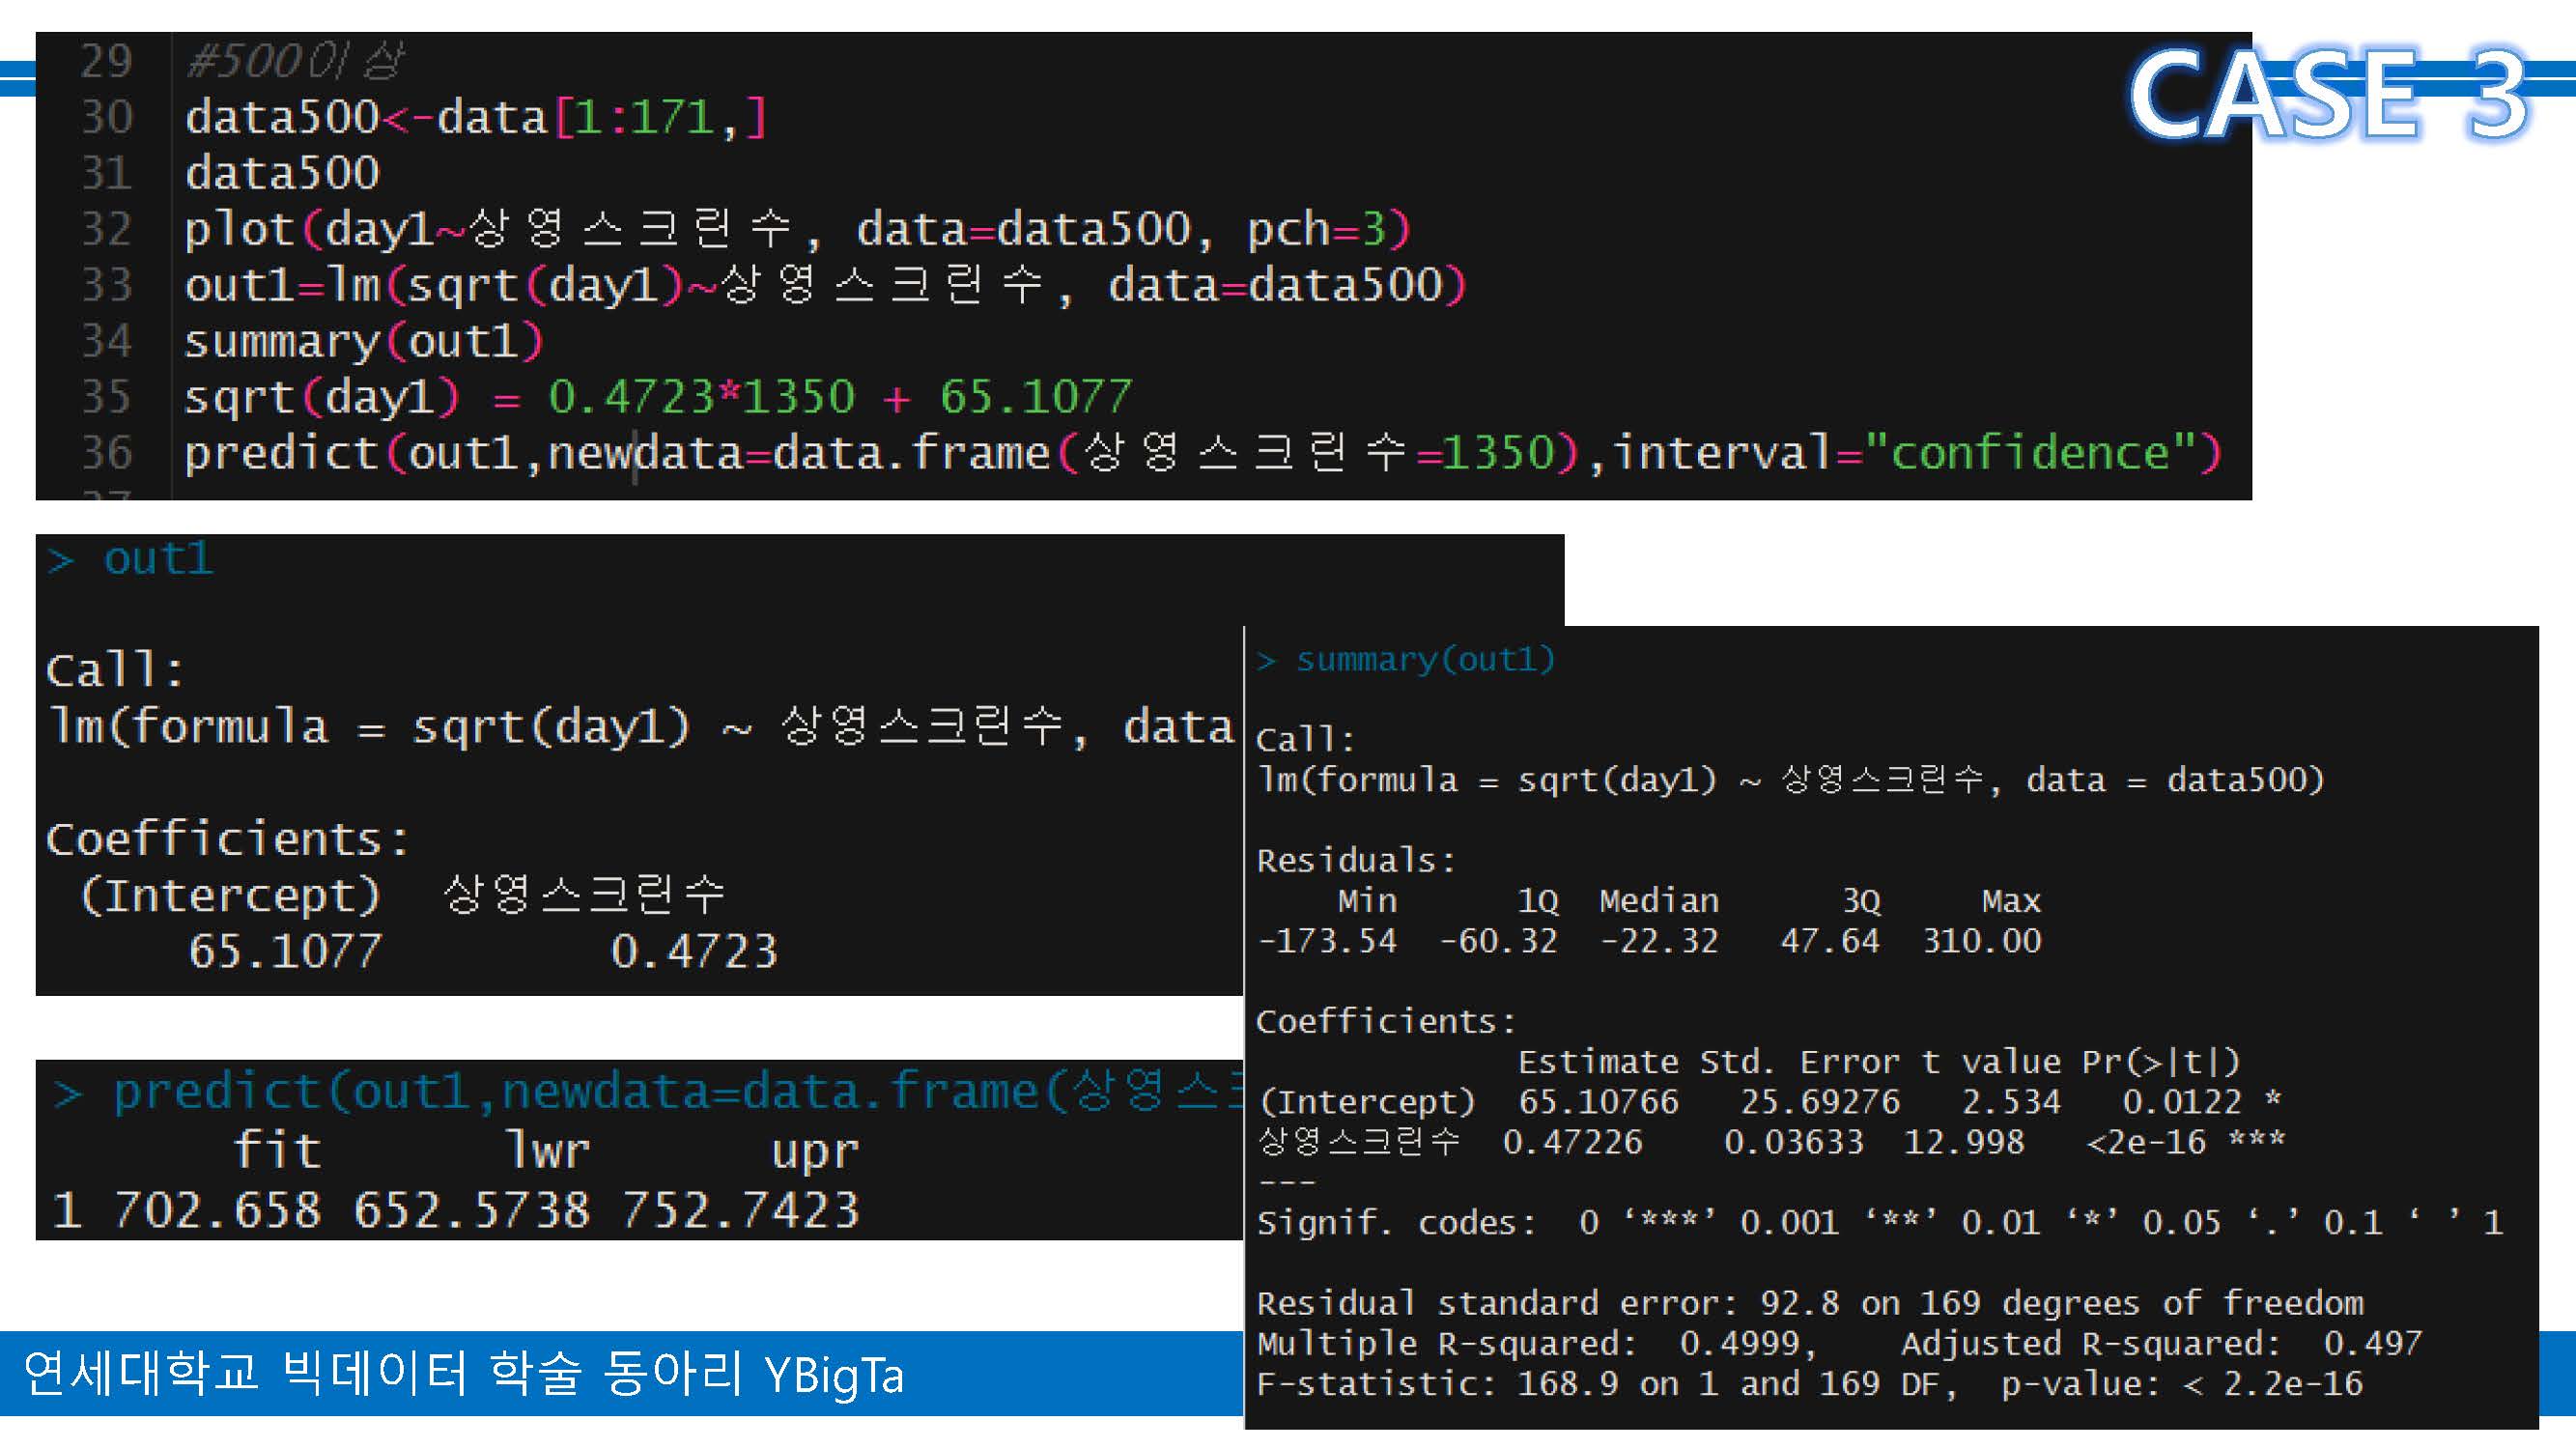 CASE 3
29 #500이상
30 data500<-data[1:171,]
31 data500
32 plot(day1~상영스크린수, data=data500, pch=3)
33 out1=lm(sqrt(day1)~상영스크린수, data=data500)
34 summary(out1)
35 sqrt(day1) = 0.4723*1350 + 65.1077
36 predict(out1,newdata=data.frame(상영스크린수=1350),interval="confidence")
> out1
Call:
lm(formula = sqrt(day1) ~ 상영스크린수, data
Coefficients:
(Intercept) 상영스크린수
65.1077 0.4723
> predict(out1,newdata=data.frame(상영스
fit lwr upr
1 702.658 652.5738 752.7423
> summary(out1)
Call:
lm(formula = sqrt(day1) ~ 상영스크린수, data = data500)
Residuals:
Min 1Q Median 3Q Max
-173.54 -60.32 -22.32 47.64 310.00
Coefficients:
Estimate Std. Error t value Pr(>|t|)
(Intercept) 65.10766 25.69276 2.534 0.0122 *
상영스크린수 0.47226 0.03633 12.998 <2e-16 ***
---
Signif. codes: 0 ‘***’ 0.001 ‘**’ 0.01 ‘*’ 0.05 ‘.’ 0.1 ‘ ’ 1
Residual standard error: 92.8 on 169 degrees of freedom
Multiple R-squared: 0.4999, Adjusted R-squared: 0.497
F-statistic: 168.9 on 1 and 169 DF, p-value: < 2.2e-16
연세대학교 빅데이터 학술 동아리 YBigTa